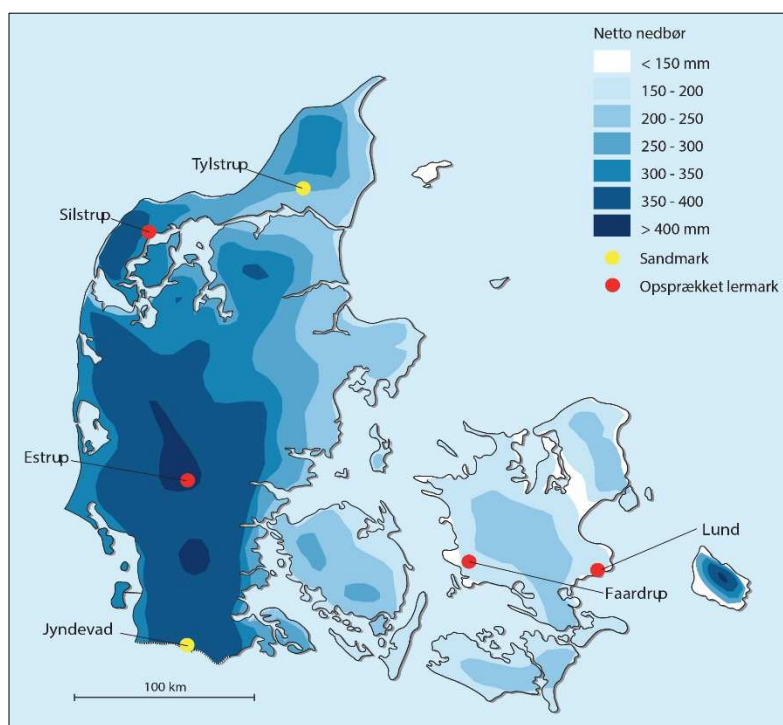 Netto nedbør
< 150 mm
150 - 200
200 - 250
250 - 300
300 - 350
350 - 400
> 400 mm
Sandmark
Opsprækket lermark
Tylstrup
Silstrup
Estrup
Lund
Faardrup
Jyndevad
100 km